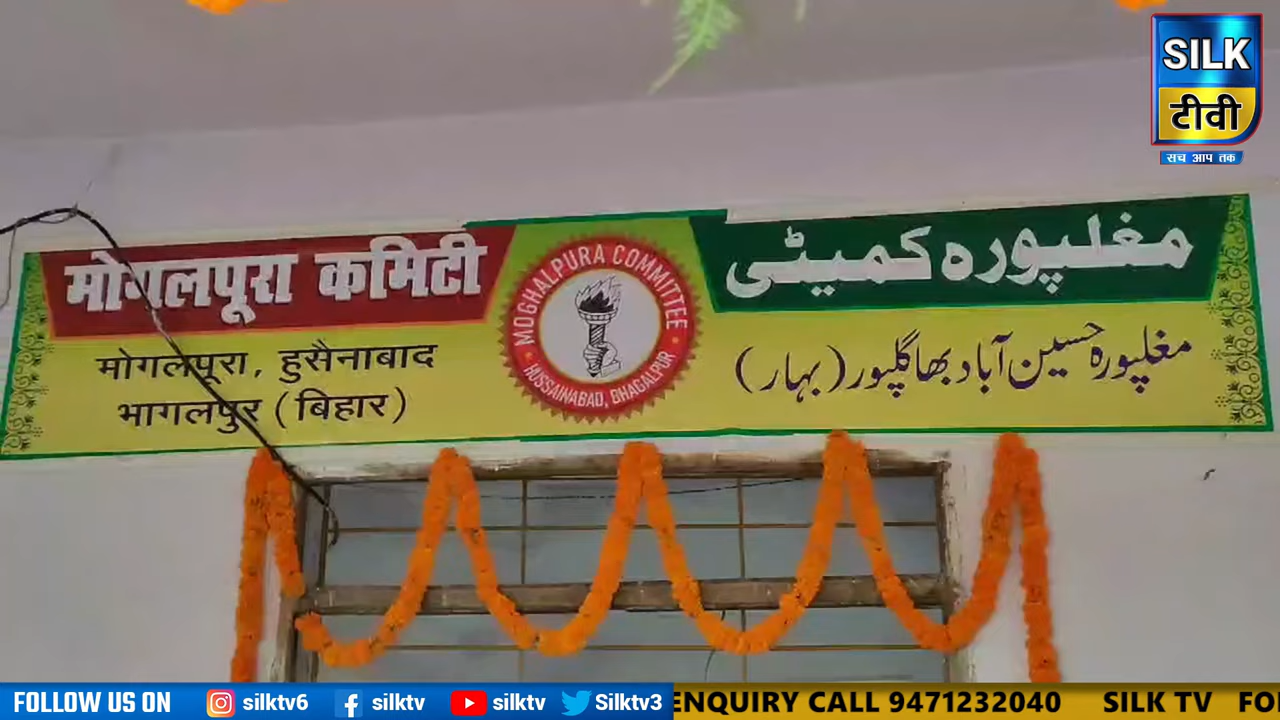 SILK
टीवी
सच आप तक
मोगलपूरा कमिटी
मोगलपूरा, हुसैनाबाद
भागलपुर (बिहार)
MOGHALPURA COMMITTEE
HUSSAINABAD, BHAGALPUR
مغلپورہ کمیٹی
مغلپورہ حسین آباد بھاگلپور (بہار)
FOLLOW US ON silktv6 silktv silktv Silktv3 ENQUIRY CALL 9471232040 SILK TV FO